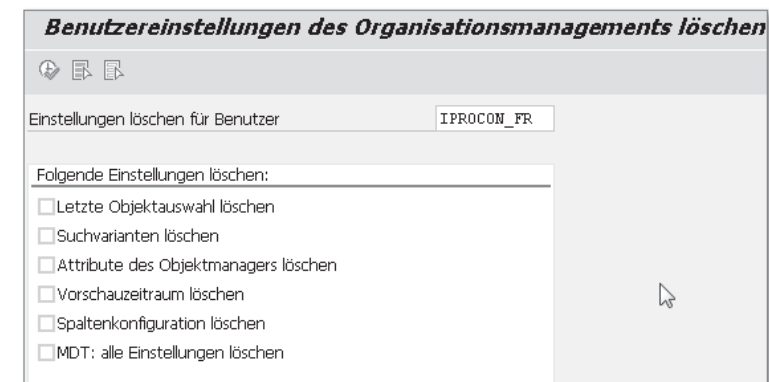 Benutzereinstellungen des Organisationsmanagements löschen
Einstellungen löschen für Benutzer IPROCON_FR
Folgende Einstellungen löschen:
Letzte Objektauswahl löschen
Suchvarianten löschen
Attribute des Objektmanagers löschen
Vorschauzeitraum löschen
Spaltenkonfiguration löschen
MDT: alle Einstellungen löschen